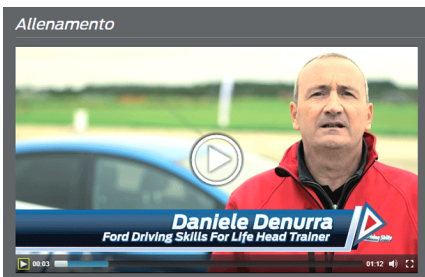 Allenamento
Daniele Denurra
Ford Driving Skills For Life Head Trainer
00:03
01:12